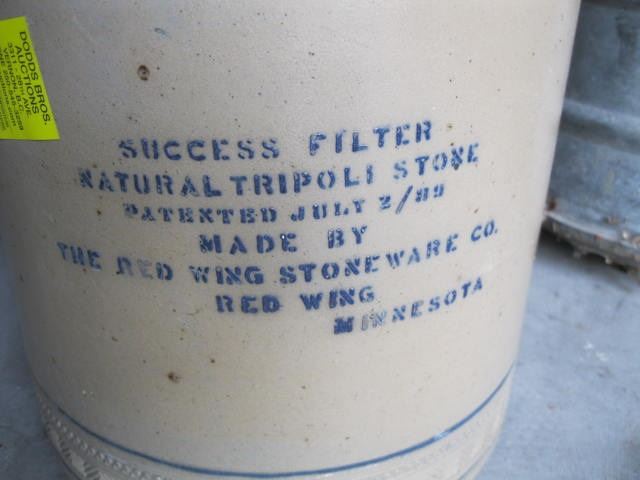 DODDS BROS.
AUCTIONS
VERNON, B.C.
SUCCESS FILTER
NATURAL TRIPOLI STONE
PATENTED JULY 2/89
MADE BY
THE RED WING STONEWARE CO.
RED WING
MINNESOTA